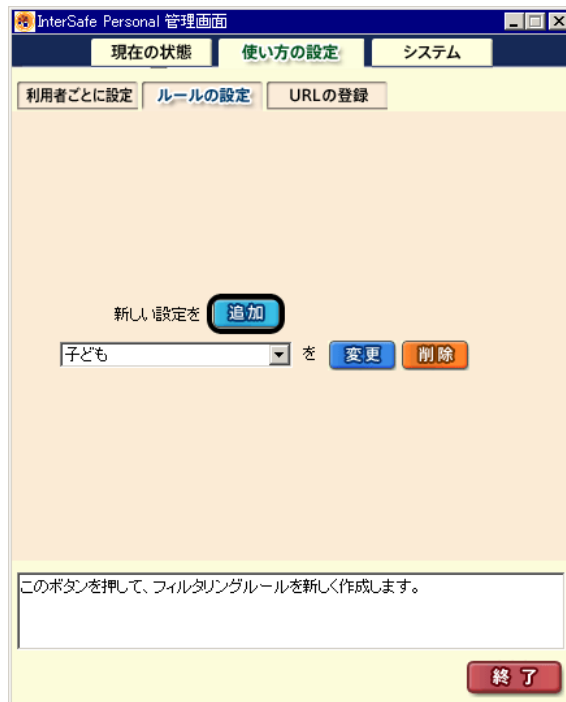 InterSafe Personal 管理画面
現在の状態 使い方の設定 システム
利用者ごとに設定 ルールの設定 URLの登録
新しい設定を 追加
子ども を 変更 削除
このボタンを押して、フィルタリングルールを新しく作成します。
終了